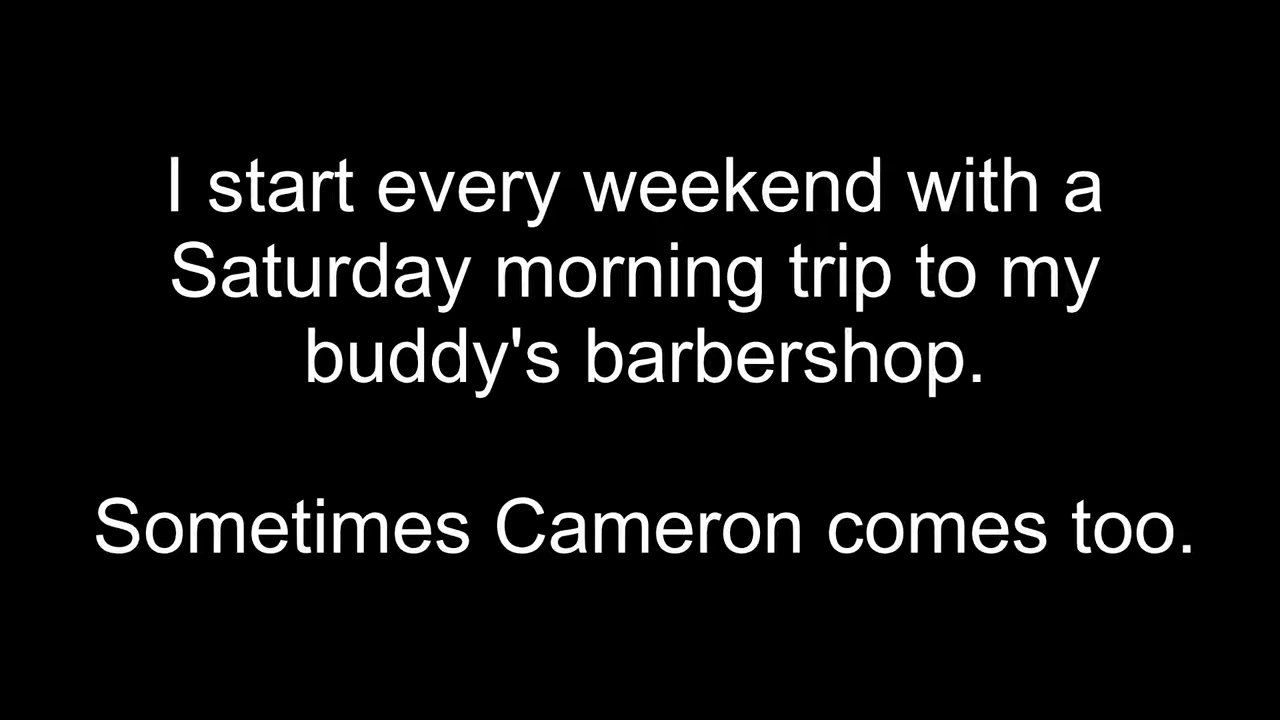 I start every weekend with a
Saturday morning trip to my
buddy's barbershop.
Sometimes Cameron comes too.